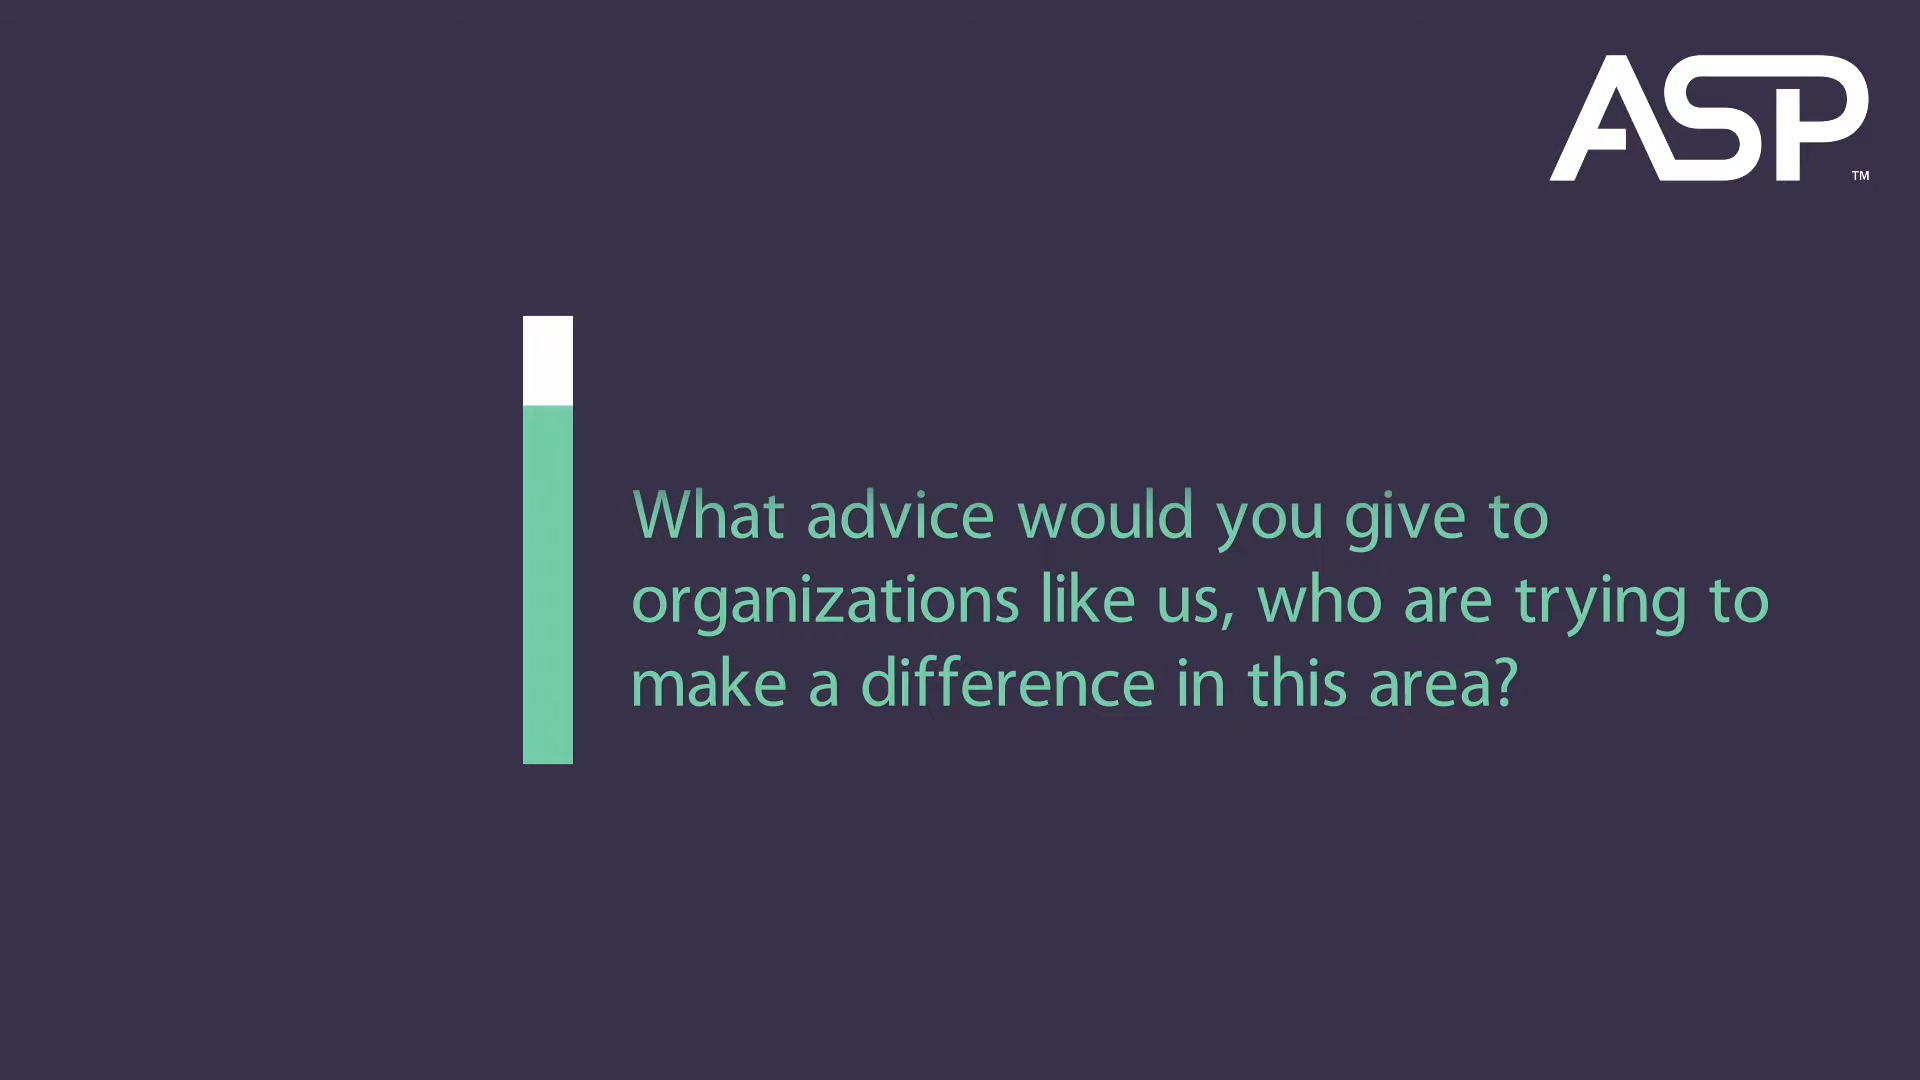 ASP
TM
What advice would you give to
organizations like us, who are trying to
make a difference in this area?